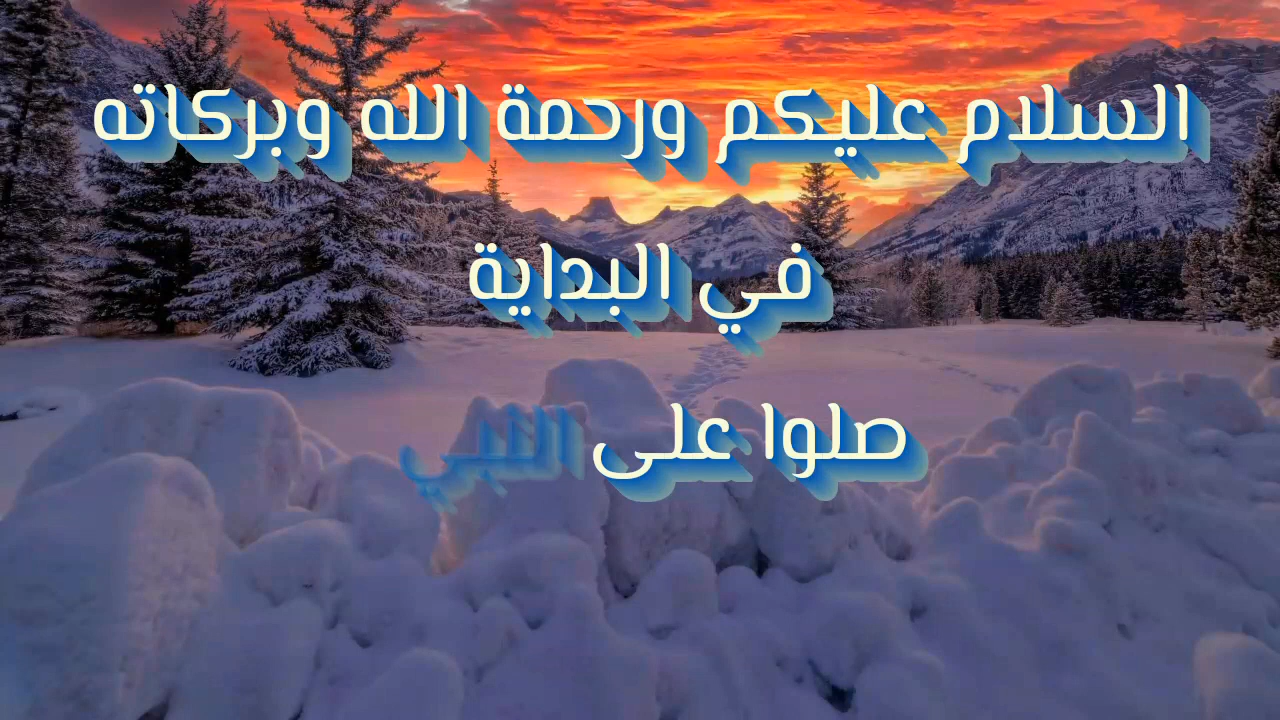 السلام عليكم ورحمة الله وبركاته
في البداية
صلوا على النبي